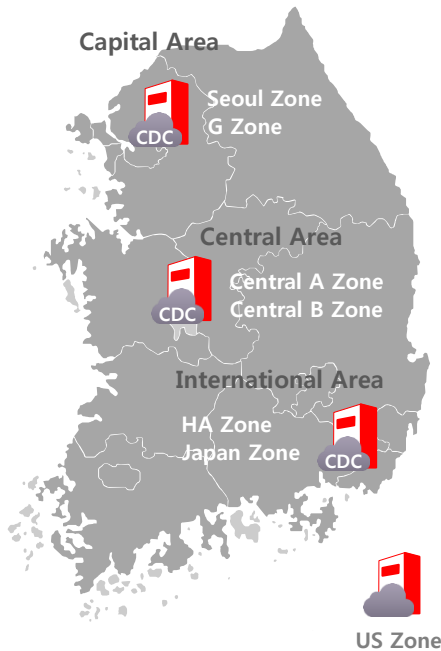 Capital Area
Seoul Zone
G Zone
CDC
Central Area
Central A Zone
Central B Zone
CDC
International Area
HA Zone
Japan Zone
CDC
US Zone